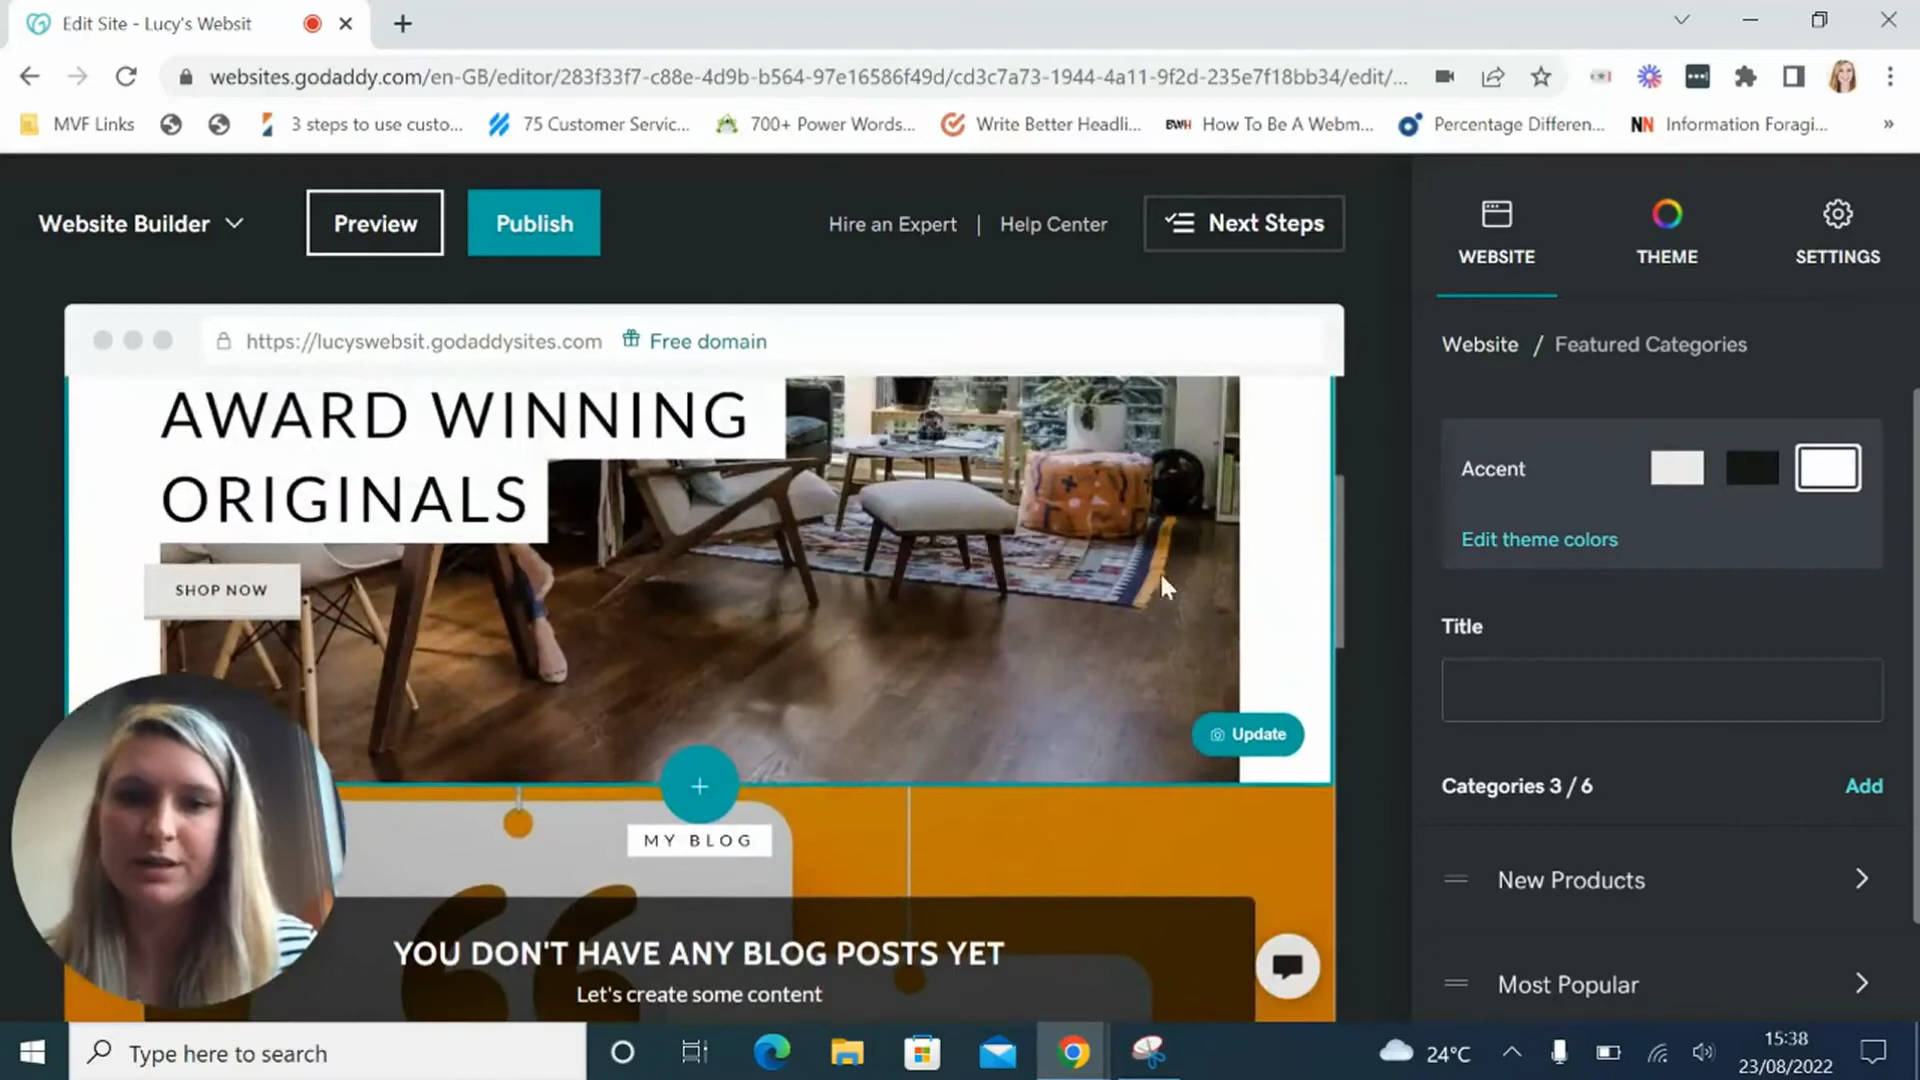 Edit Site - Lucy's Websit
websites.godaddy.com/en-GB/editor/283f33f7-c88e-4d9b-b564-97e16586f49d/cd3c7a73-1944-4a11-9f2d-235e7f18bb34/edit/...
MVF Links
3 steps to use custo...
75 Customer Servic...
700+ Power Words...
Write Better Headli...
BWH How To Be A Webm...
Percentage Differen...
NN Information Foragi...
»
Website Builder
Preview
Publish
Hire an Expert | Help Center
Next Steps
WEBSITE
THEME
SETTINGS
https://lucyswebsit.godaddysites.com
Free domain
Website / Featured Categories
AWARD WINNING
ORIGINALS
SHOP NOW
Accent
Edit theme colors
Title
Update
Categories 3 / 6
Add
MY BLOG
New Products
YOU DON'T HAVE ANY BLOG POSTS YET
Let's create some content
Most Popular
Type here to search
24°C
15:38
23/08/2022